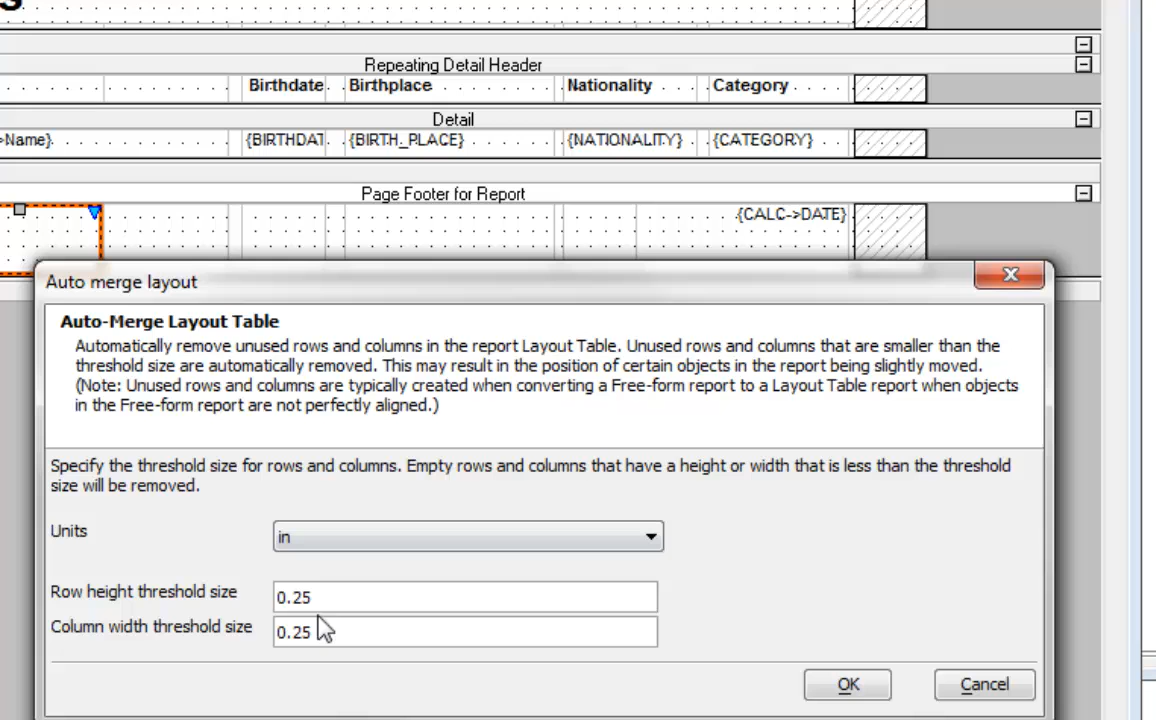 Repeating Detail Header
Birthdate Birthplace Nationality Category
Detail
>Name} {BIRTHDAT {BIRTH_PLACE} {NATIONALITY} {CATEGORY}
Page Footer for Report
{CALC->DATE}
Auto merge layout
Auto-Merge Layout Table
Automatically remove unused rows and columns in the report Layout Table. Unused rows and columns that are smaller than the
threshold size are automatically removed. This may result in the position of certain objects in the report being slightly moved.
(Note: Unused rows and columns are typically created when converting a Free-form report to a Layout Table report when objects
in the Free-form report are not perfectly aligned.)
Specify the threshold size for rows and columns. Empty rows and columns that have a height or width that is less than the threshold
size will be removed.
Units in
Row height threshold size 0.25
Column width threshold size 0.25
OK Cancel